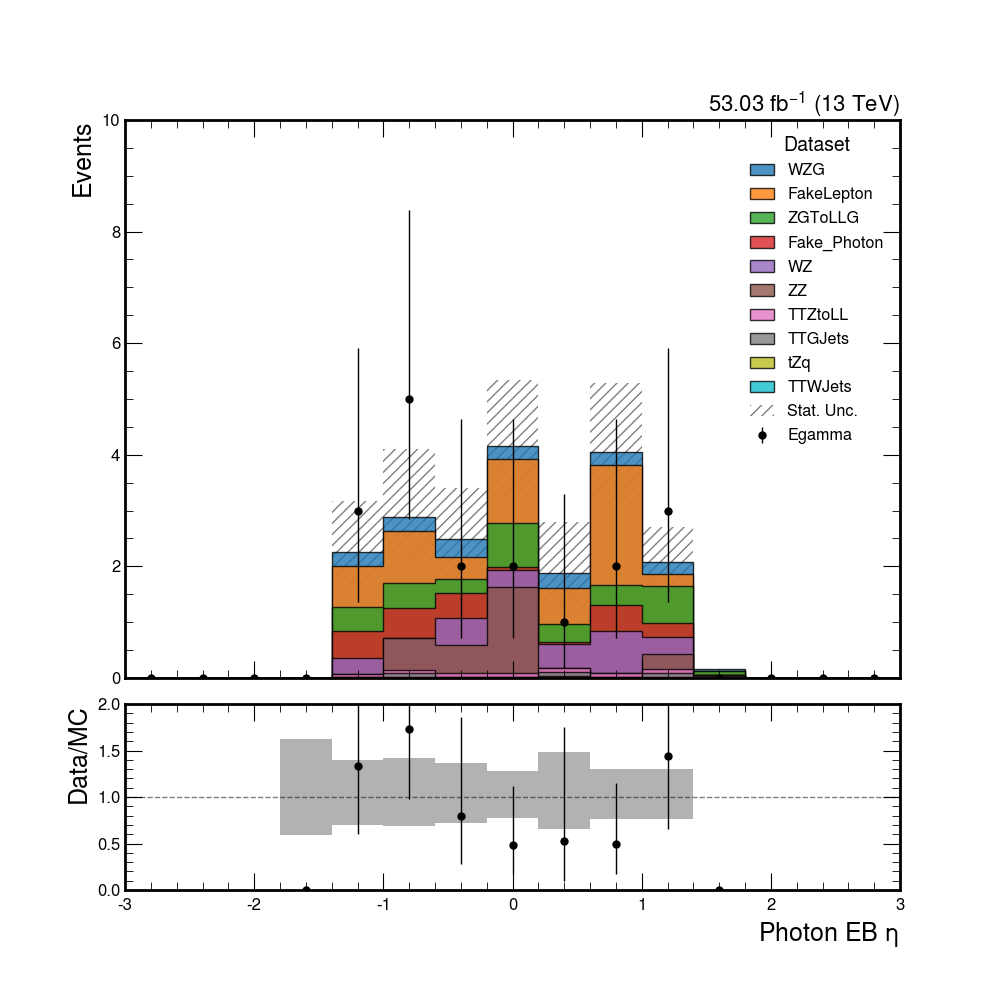 53.03 fb⁻¹ (13 TeV)
Events
10
8
6
4
2
0
Dataset
WZG
FakeLepton
ZGToLLG
Fake_Photon
WZ
ZZ
TTZtoLL
TTGJets
tZq
TTWJets
Stat. Unc.
Egamma
Data/MC
2.0
1.5
1.0
0.5
0.0
-3 -2 -1 0 1 2 3
Photon EB η